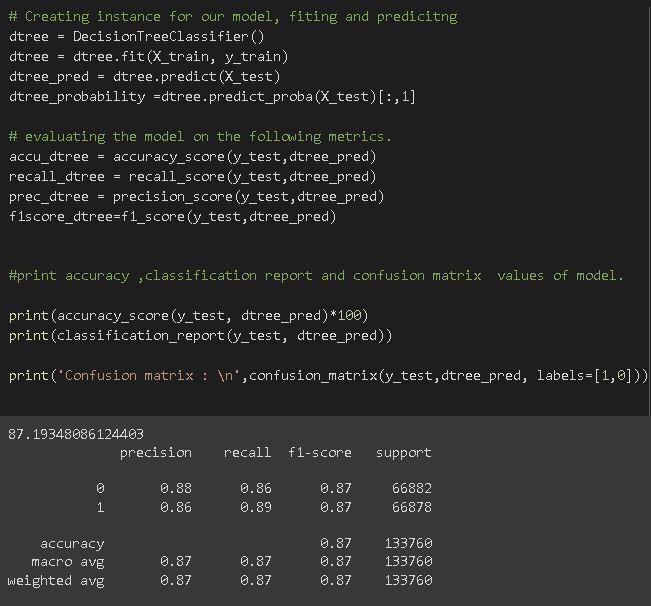 # Creating instance for our model, fiting and predicitng
dtree = DecisionTreeClassifier()
dtree = dtree.fit(X_train, y_train)
dtree_pred = dtree.predict(X_test)
dtree_probability =dtree.predict_proba(X_test)[:,1]
# evaluating the model on the following metrics.
accu_dtree = accuracy_score(y_test,dtree_pred)
recall_dtree = recall_score(y_test,dtree_pred)
prec_dtree = precision_score(y_test,dtree_pred)
f1score_dtree=f1_score(y_test,dtree_pred)
#print accuracy ,classification report and confusion matrix  values of model.
print(accuracy_score(y_test, dtree_pred)*100)
print(classification_report(y_test, dtree_pred))
print('Confusion matrix : \n',confusion_matrix(y_test,dtree_pred, labels=[1,0]))
87.19348086124403
precision    recall  f1-score   support
0       0.88      0.86      0.87     66882
1       0.86      0.89      0.87     66878
accuracy                           0.87    133760
macro avg       0.87      0.87      0.87    133760
weighted avg       0.87      0.87      0.87    133760